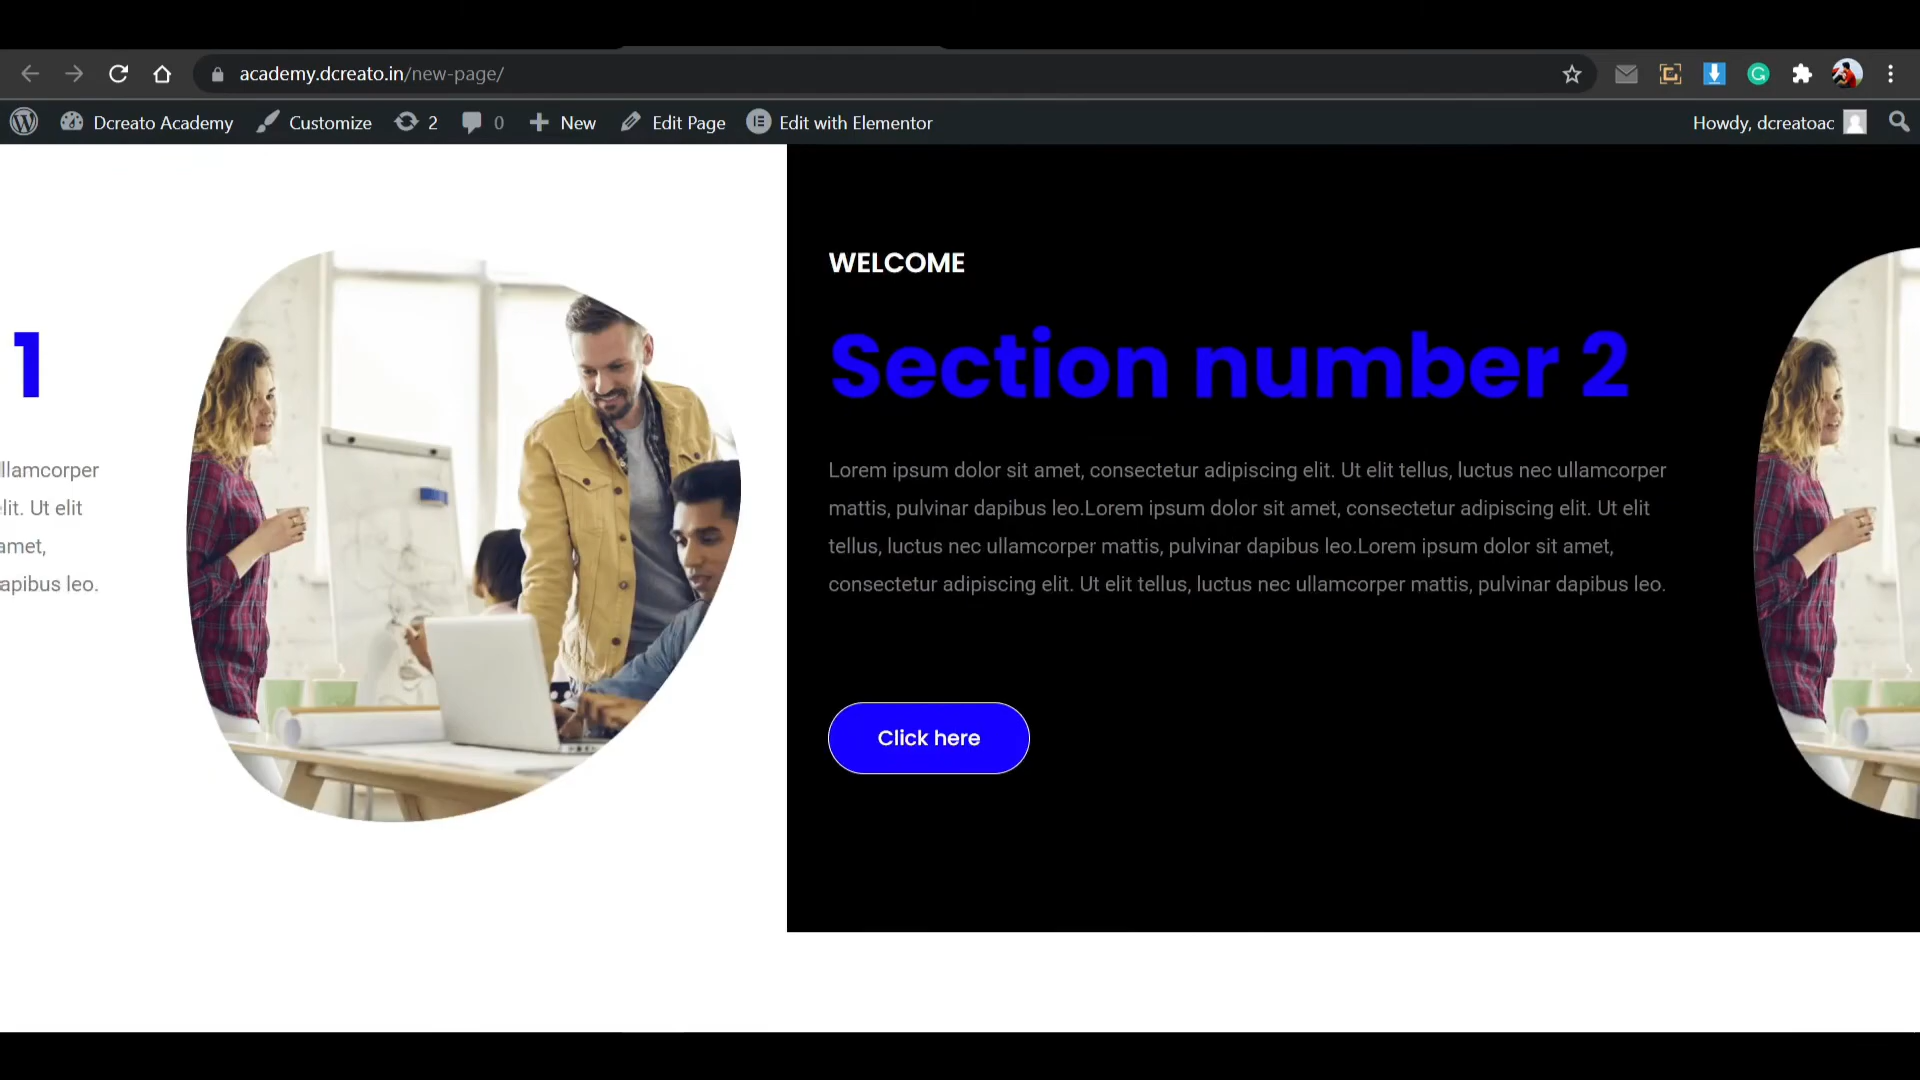 academy.dcreato.in/new-page/
Dcreato Academy Customize 2 0 New Edit Page Edit with Elementor Howdy, dcreatoac
1
llamcorper
lit. Ut elit
amet,
apibus leo.
WELCOME
Section number 2
Lorem ipsum dolor sit amet, consectetur adipiscing elit. Ut elit tellus, luctus nec ullamcorper
mattis, pulvinar dapibus leo.Lorem ipsum dolor sit amet, consectetur adipiscing elit. Ut elit
tellus, luctus nec ullamcorper mattis, pulvinar dapibus leo.Lorem ipsum dolor sit amet,
consectetur adipiscing elit. Ut elit tellus, luctus nec ullamcorper mattis, pulvinar dapibus leo.
Click here